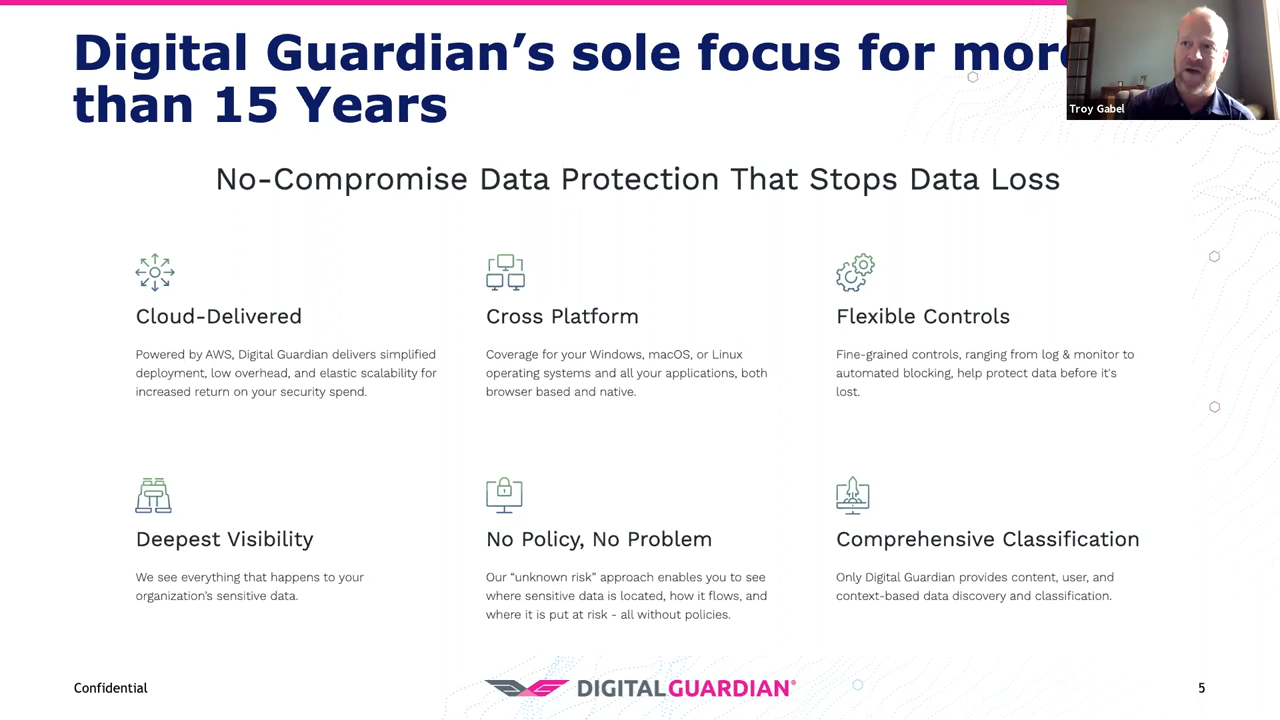 Digital Guardian’s sole focus for more
than 15 Years
Troy Gabel
No-Compromise Data Protection That Stops Data Loss
Cloud-Delivered
Powered by AWS, Digital Guardian delivers simplified
deployment, low overhead, and elastic scalability for
increased return on your security spend.
Cross Platform
Coverage for your Windows, macOS, or Linux
operating systems and all your applications, both
browser based and native.
Flexible Controls
Fine-grained controls, ranging from log & monitor to
automated blocking, help protect data before it's
lost.
Deepest Visibility
We see everything that happens to your
organization’s sensitive data.
No Policy, No Problem
Our “unknown risk” approach enables you to see
where sensitive data is located, how it flows, and
where it is put at risk - all without policies.
Comprehensive Classification
Only Digital Guardian provides content, user, and
context-based data discovery and classification.
Confidential
DIGITALGUARDIAN®
5